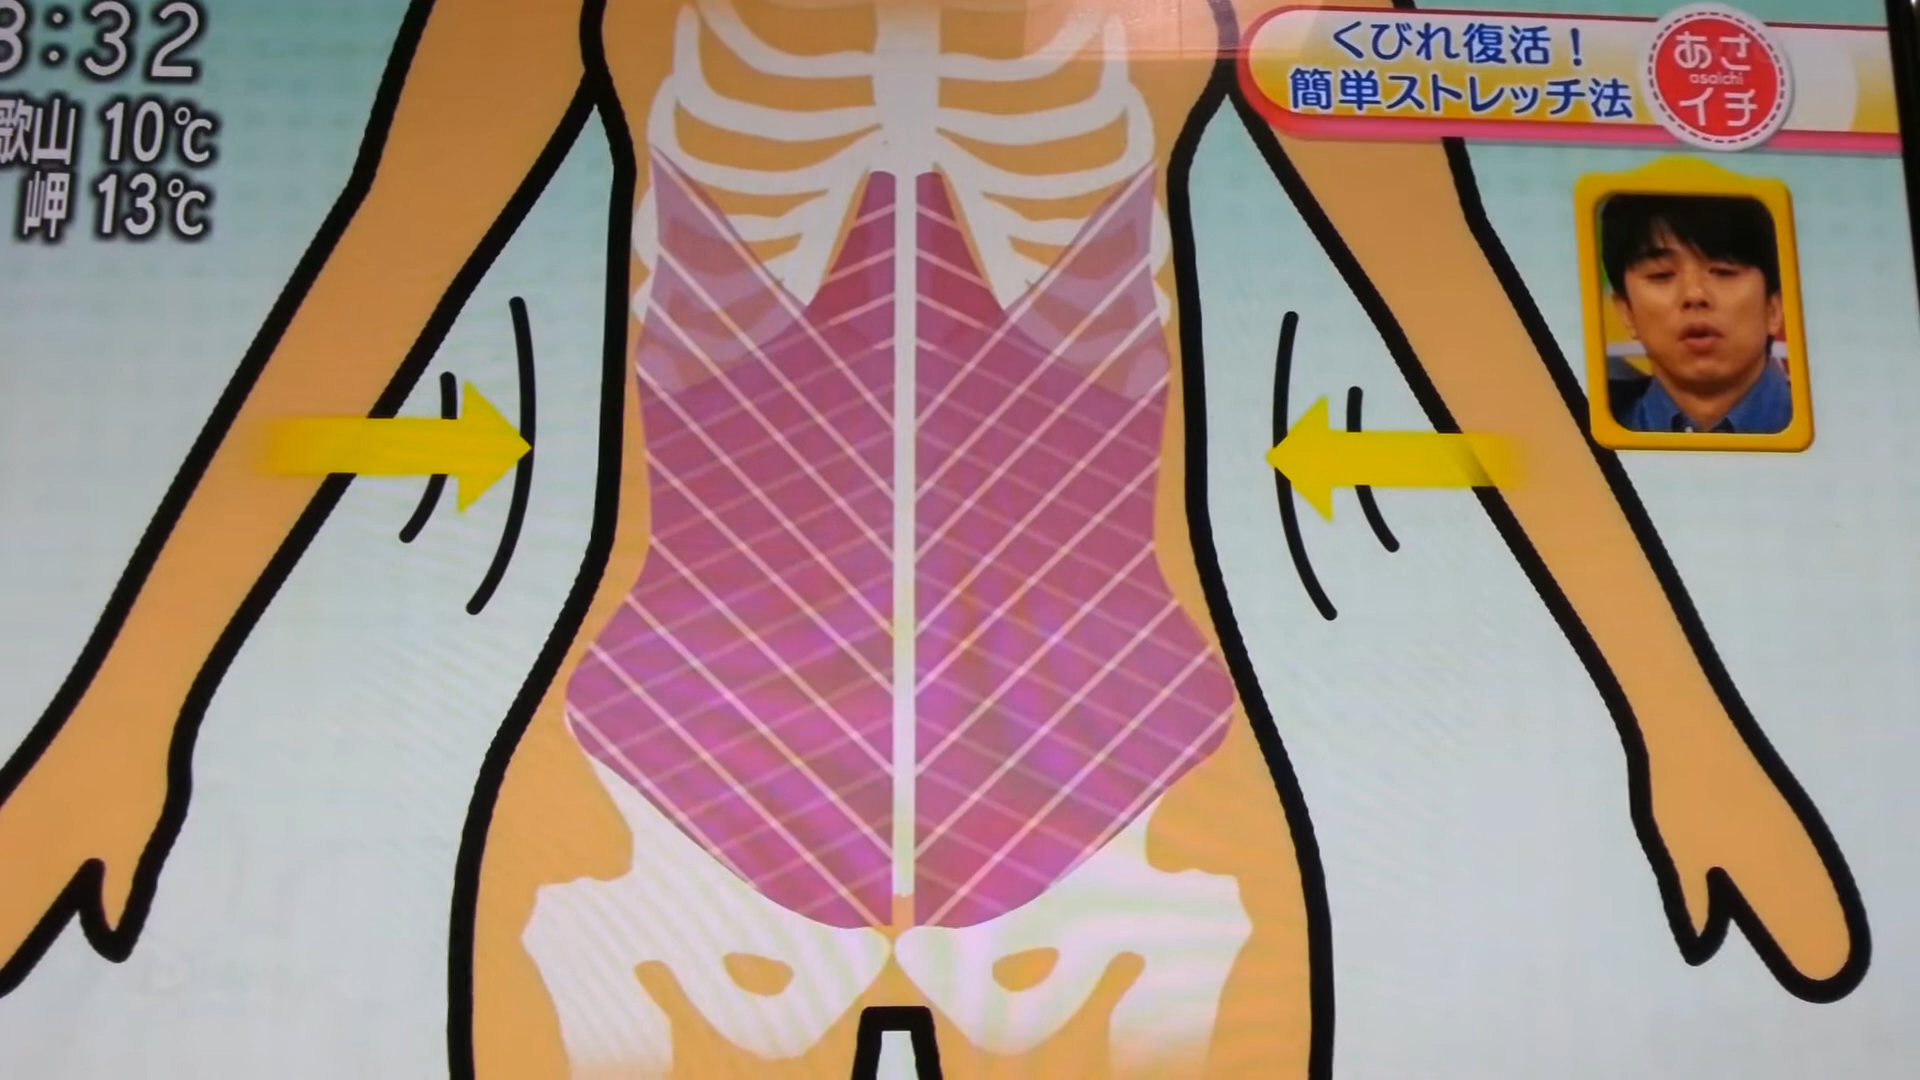 8:32
歌山 10℃
岬 13℃
くびれ復活!
簡単ストレッチ法
あさ
asaichi
イチ